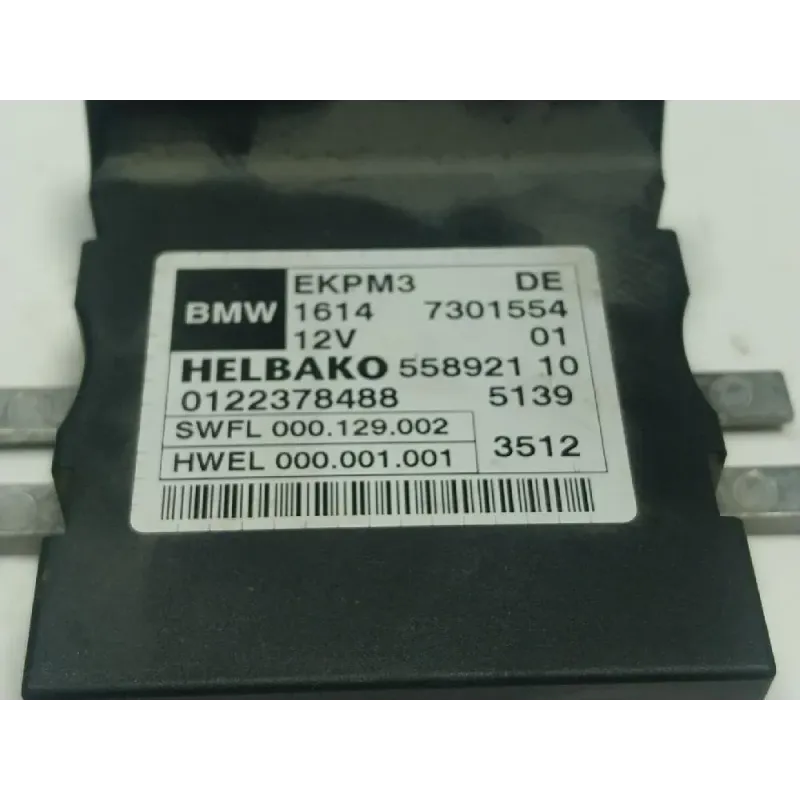 BMW EKPM3 DE
1614 7301554
12V 01
HELBAKO 558921 10
0122378488 5139
SWFL 000.129.002
HWEL 000.001.001 3512